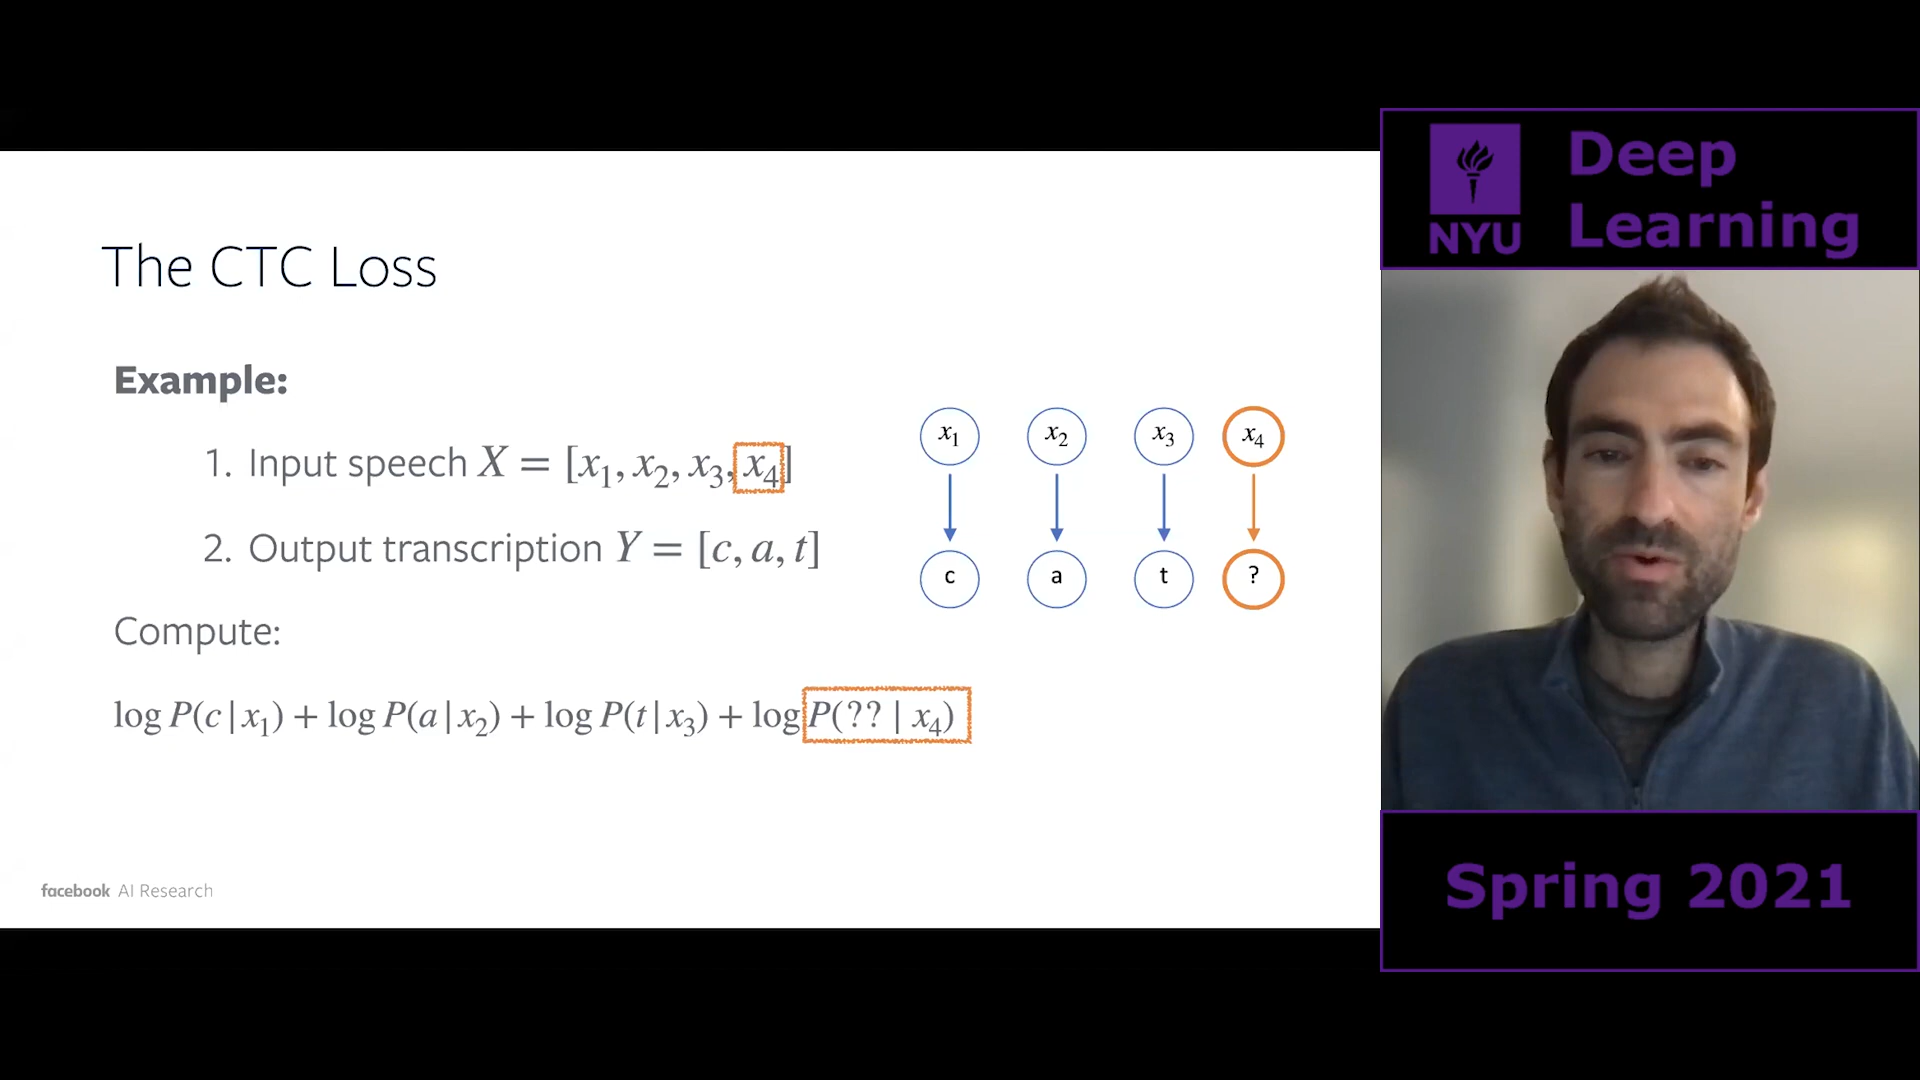 The CTC Loss
Example:
1. Input speech X = [x₁, x₂, x₃, x₄]
2. Output transcription Y = [c, a, t]
Compute:
log P(c | x₁) + log P(a | x₂) + log P(t | x₃) + log P(?? | x₄)
x₁ x₂ x₃ x₄
c a t ?
facebook AI Research
NYU
Deep
Learning
Spring 2021